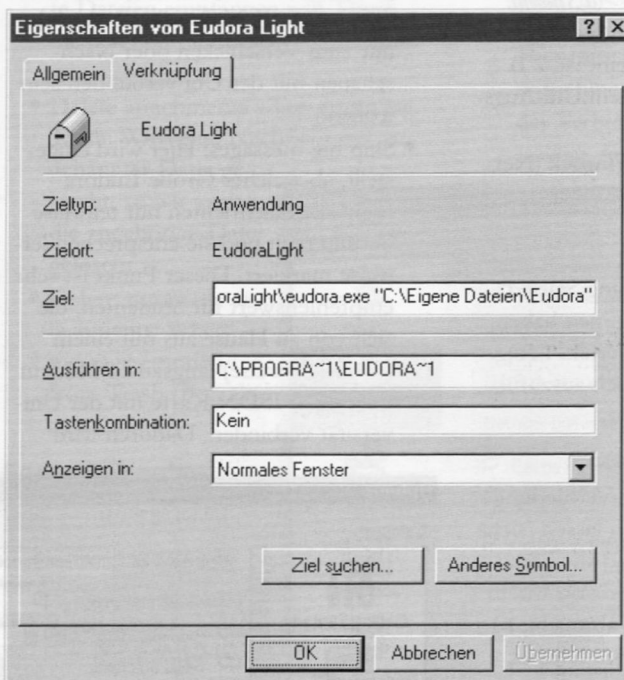 Eigenschaften von Eudora Light
Allgemein
Verknüpfung
Eudora Light
Zieltyp: Anwendung
Zielort: EudoraLight
Ziel: oraLight\eudora.exe "C:\Eigene Dateien\Eudora"
Ausführen in: C:\PROGRA~1\EUDORA~1
Tastenkombination: Kein
Anzeigen in: Normales Fenster
Ziel suchen... Anderes Symbol...
OK Abbrechen Übernehmen